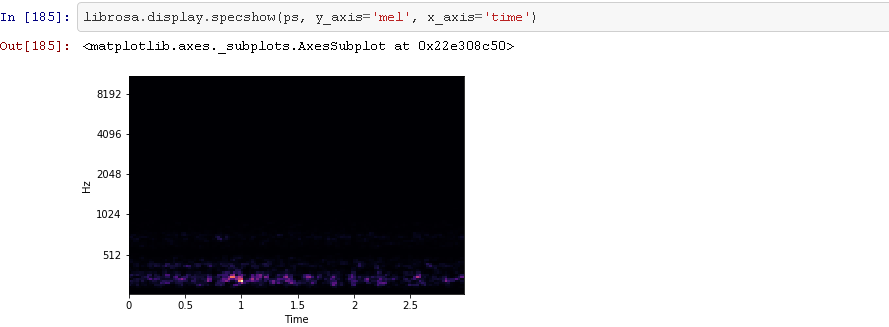 In [185]: librosa.display.specshow(ps, y_axis='mel', x_axis='time')
Out[185]: <matplotlib.axes._subplots.AxesSubplot at 0x22e308c50>
8192
4096
2048
Hz
1024
512
0 0.5 1 1.5 2 2.5
Time